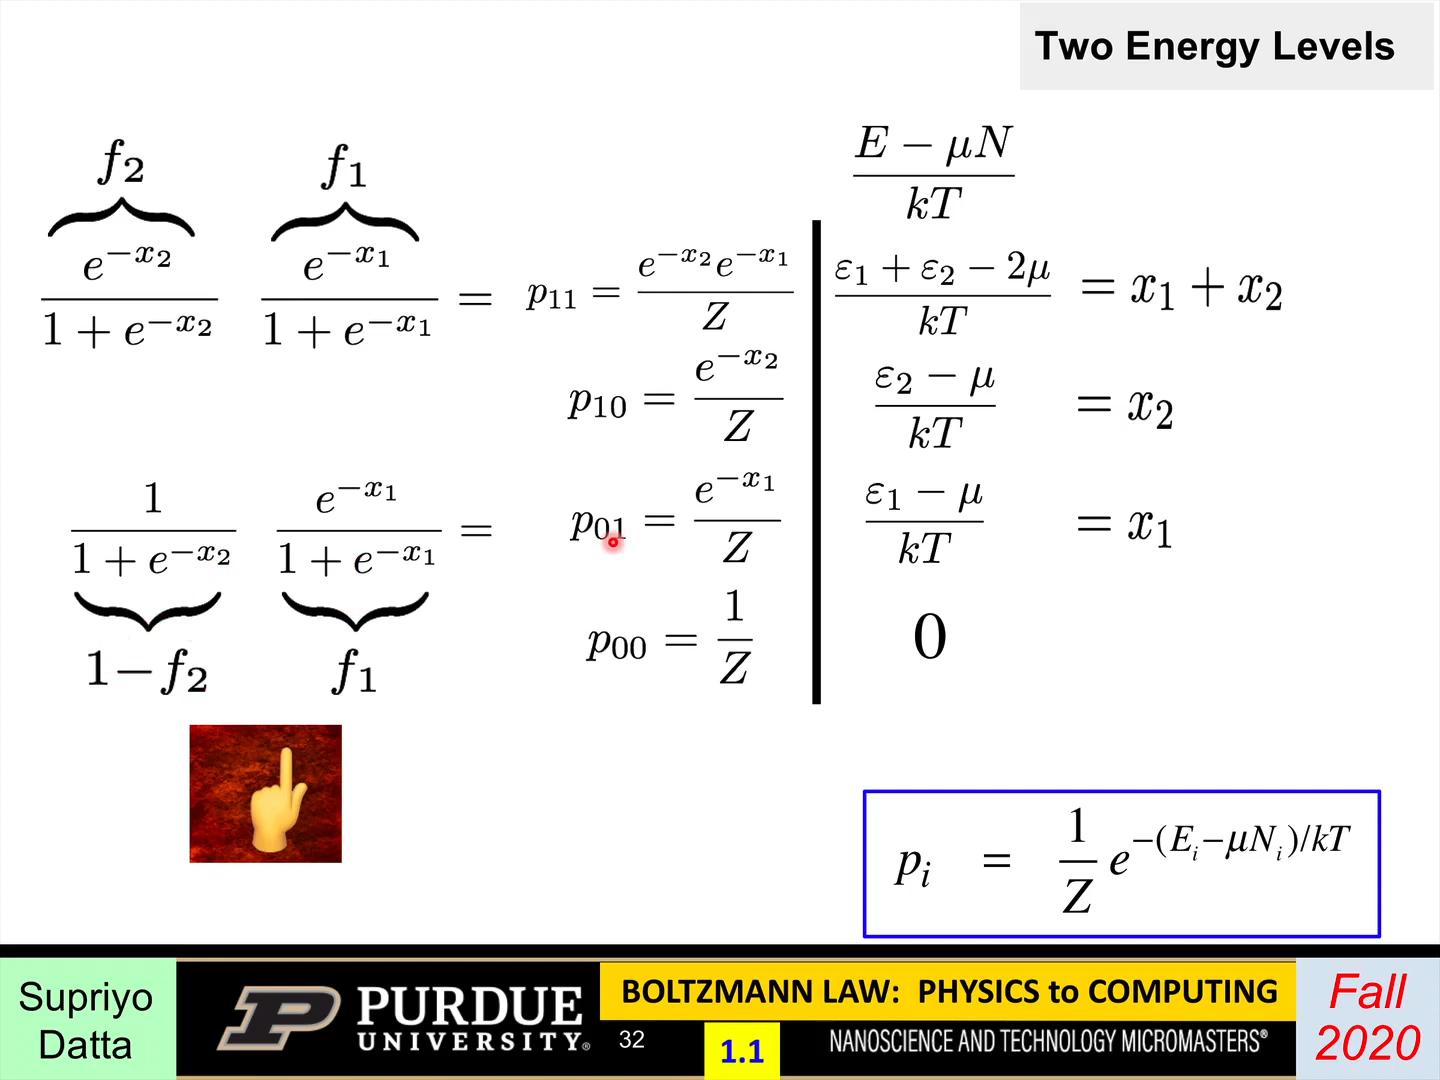 Two Energy Levels
E − μN / kT
f₂ f₁
e^{−x₂} / 1 + e^{−x₂} e^{−x₁} / 1 + e^{−x₁} = p₁₁ = e^{−x₂}e^{−x₁} / Z ε₁ + ε₂ − 2μ / kT = x₁ + x₂
p₁₀ = e^{−x₂} / Z ε₂ − μ / kT = x₂
1 / 1 + e^{−x₂} e^{−x₁} / 1 + e^{−x₁} = p₀₁ = e^{−x₁} / Z ε₁ − μ / kT = x₁
1−f₂ f₁
p₀₀ = 1 / Z 0
pᵢ = 1 / Z e^{−(Eᵢ−μNᵢ)/kT}
Supriyo
Datta
PURDUE
UNIVERSITY®
32
BOLTZMANN LAW: PHYSICS to COMPUTING
1.1
NANOSCIENCE AND TECHNOLOGY MICROMASTERS®
Fall
2020